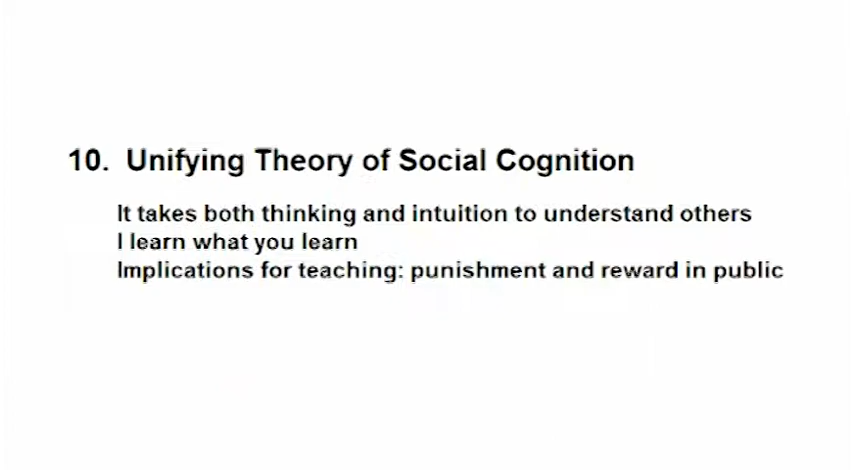 10. Unifying Theory of Social Cognition
It takes both thinking and intuition to understand others
I learn what you learn
Implications for teaching: punishment and reward in public